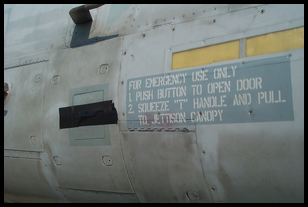 FOR EMERGENCY USE ONLY
1. PUSH BUTTON TO OPEN DOOR
2. SQUEEZE "T" HANDLE AND PULL
TO JETTISON CANOPY